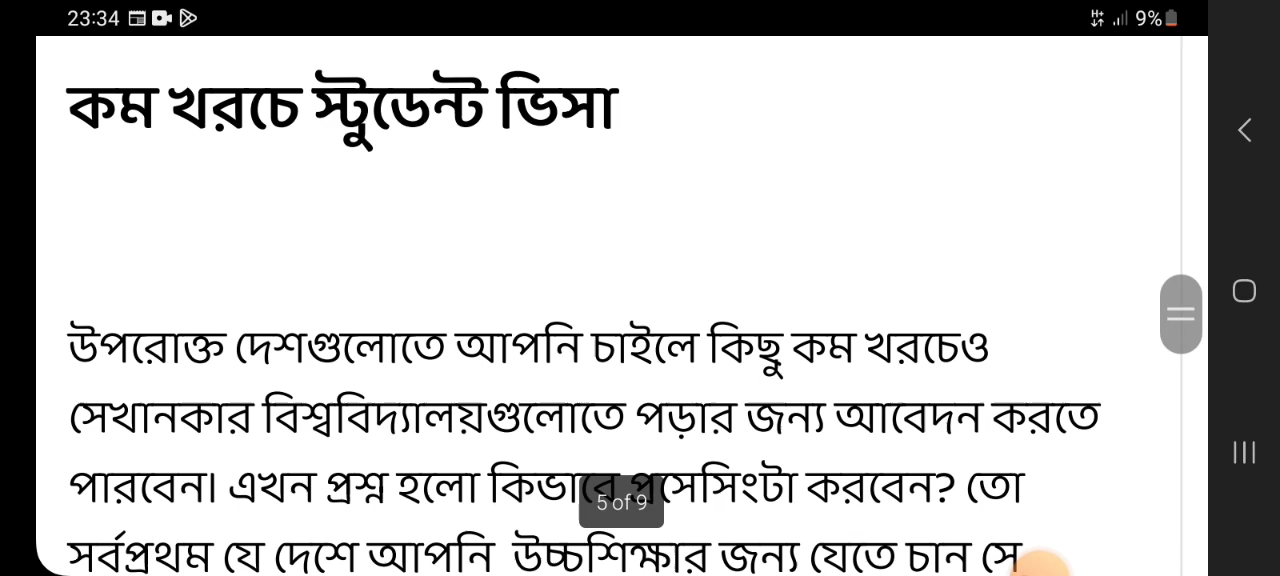 23:34
H+
9%
কম খরচে স্টুডেন্ট ভিসা
উপরোক্ত দেশগুলোতে আপনি চাইলে কিছু কম খরচেও
সেখানকার বিশ্ববিদ্যালয়গুলোতে পড়ার জন্য আবেদন করতে
পারবেন। এখন প্রশ্ন হলো কিভাবে প্রসেসিংটা করবেন? তো
5 of 9
সর্বপ্রথম যে দেশে আপনি উচ্চশিক্ষার জন্য যেতে চান সে